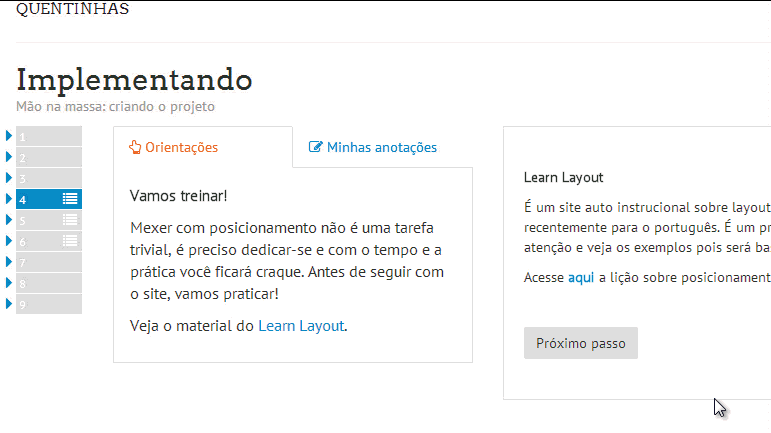 QUENTINHAS
Implementando
Mão na massa: criando o projeto
1
2
3
4
5
6
7
8
9
Orientações
Minhas anotações
Vamos treinar!
Mexer com posicionamento não é uma tarefa
trivial, é preciso dedicar-se e com o tempo e a
prática você ficará craque. Antes de seguir com
o site, vamos praticar!
Veja o material do Learn Layout.
Learn Layout
É um site auto instrucional sobre layout
recentemente para o português. É um pr
atenção e veja os exemplos pois será ba
Acesse aqui a lição sobre posicionament
Próximo passo